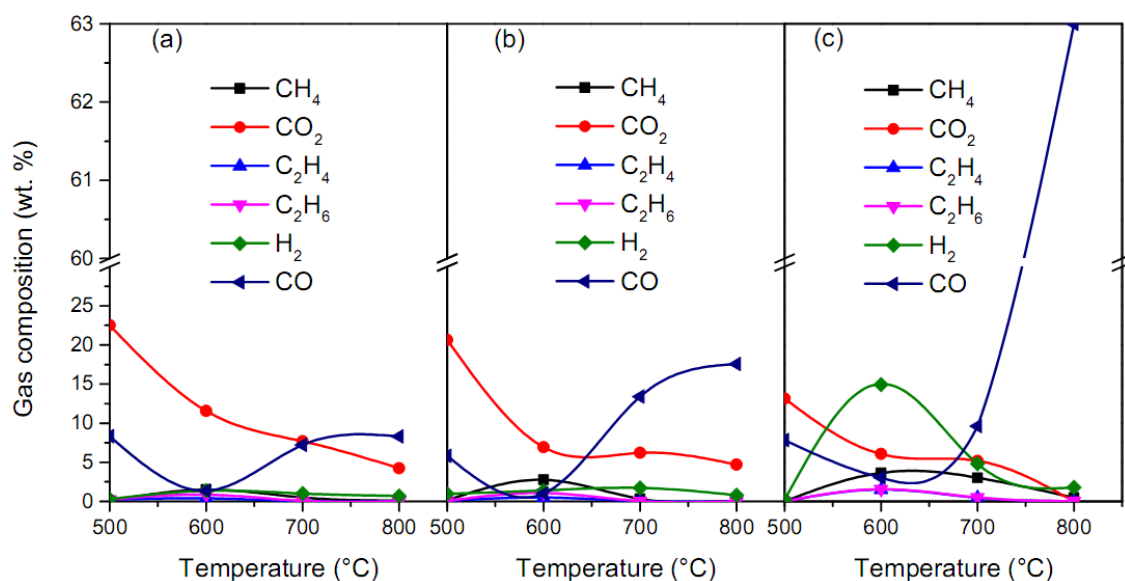 Gas composition (wt. %)
63
62
61
60
25
20
15
10
5
0
(a)
CH₄
CO₂
C₂H₄
C₂H₆
H₂
CO
500 600 700 800
Temperature (°C)
(b)
CH₄
CO₂
C₂H₄
C₂H₆
H₂
CO
500 600 700 800
Temperature (°C)
(c)
CH₄
CO₂
C₂H₄
C₂H₆
H₂
CO
500 600 700 800
Temperature (°C)